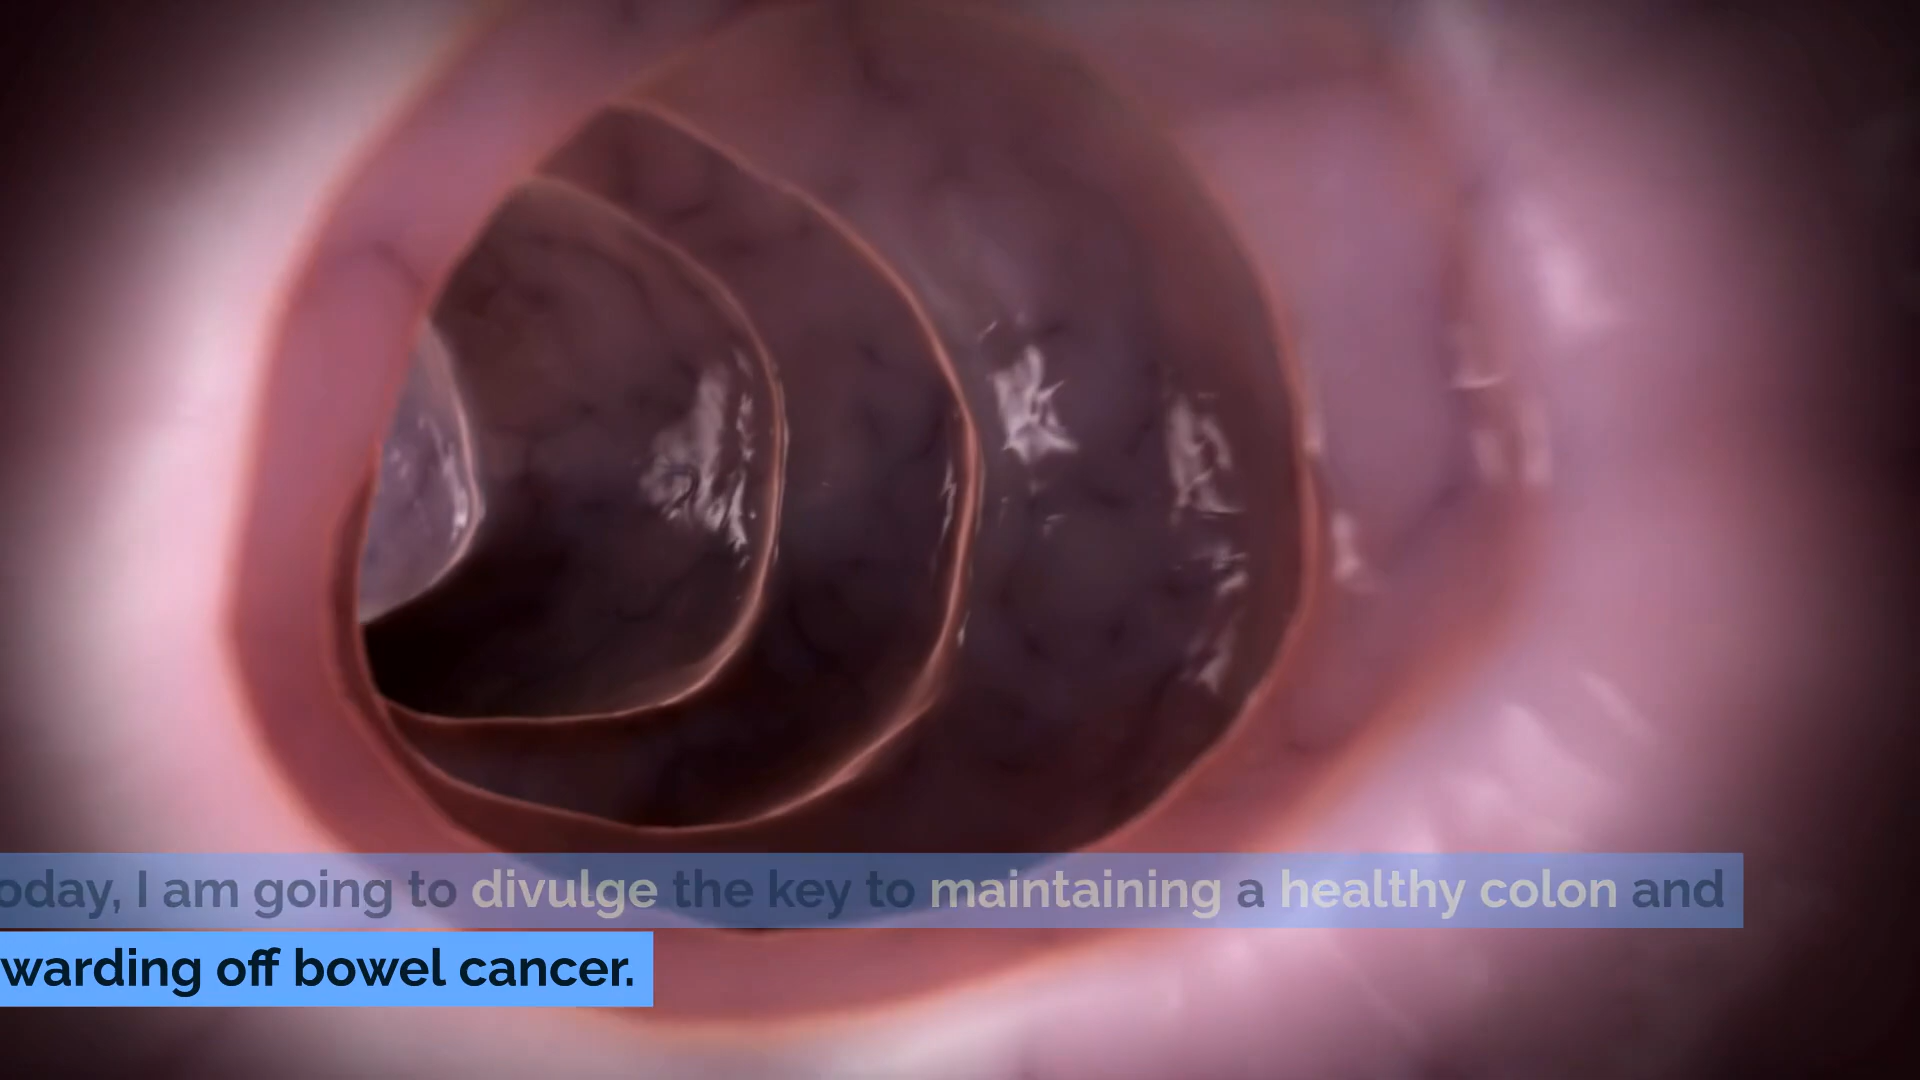 oday, I am going to divulge the key to maintaining a healthy colon and
warding off bowel cancer.